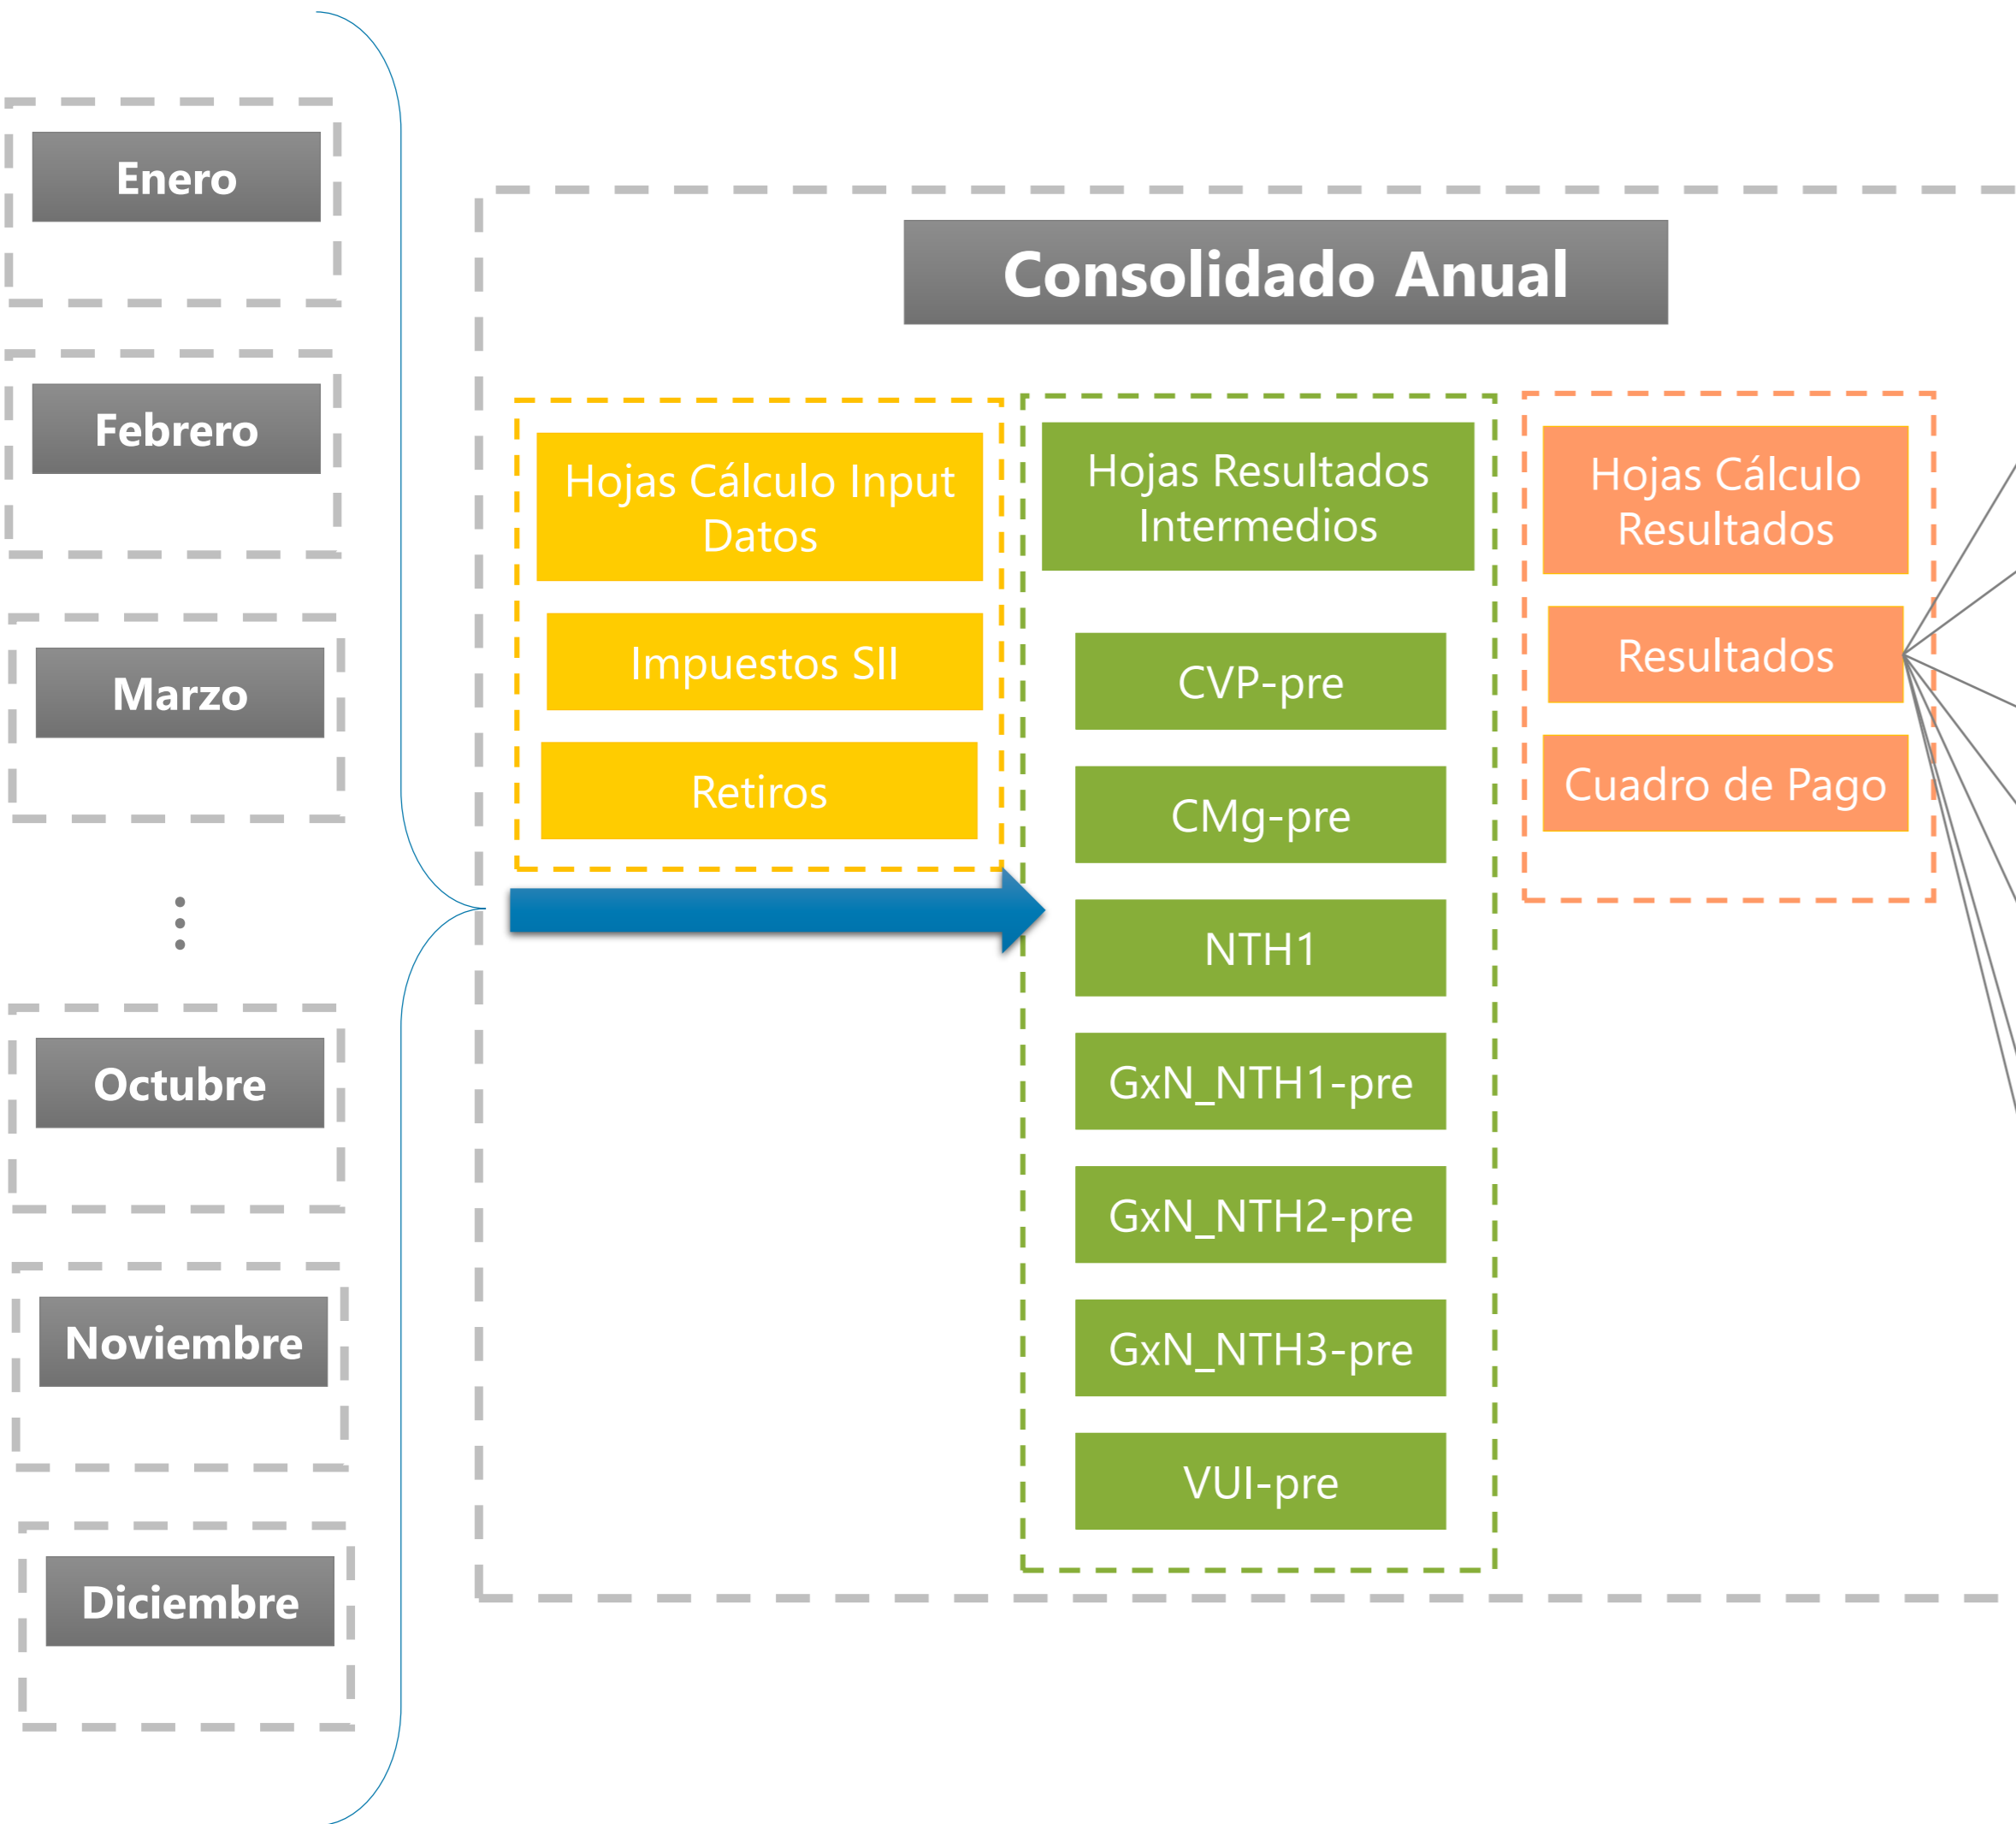 Enero
Febrero
Marzo
Octubre
Noviembre
Diciembre
Consolidado Anual
Hojas Cálculo Input
Datos
Impuestos SII
Retiros
Hojas Resultados
Intermedios
CVP-pre
CMg-pre
NTH1
GxN_NTH1-pre
GxN_NTH2-pre
GxN_NTH3-pre
VUI-pre
Hojas Cálculo
Resultados
Resultados
Cuadro de Pago